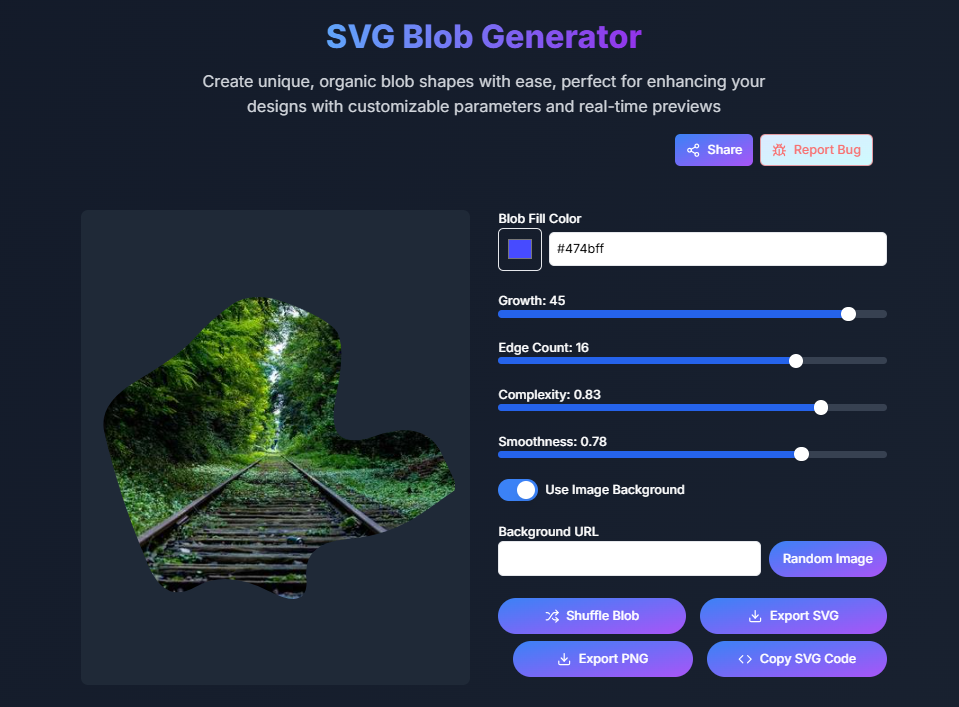 SVG Blob Generator
Create unique, organic blob shapes with ease, perfect for enhancing your
designs with customizable parameters and real-time previews
Share
Report Bug
Blob Fill Color
#474bff
Growth: 45
Edge Count: 16
Complexity: 0.83
Smoothness: 0.78
Use Image Background
Background URL
Random Image
Shuffle Blob
Export SVG
Export PNG
Copy SVG Code